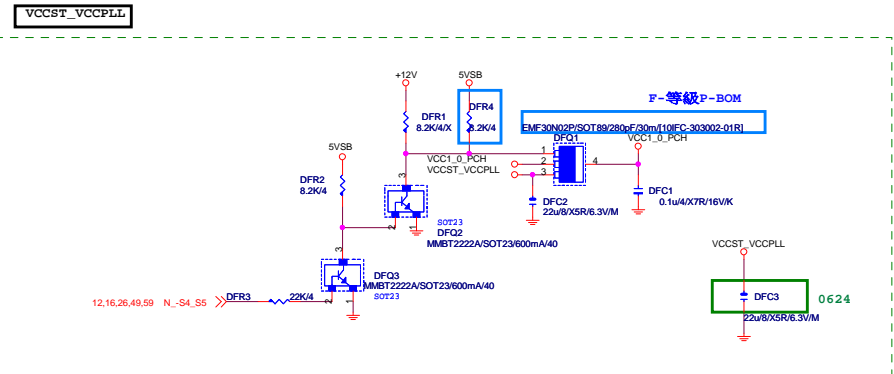 VCCST_VCCPLL
+12V
5VSB
F-等級P-BOM
DFR1
8.2K/4/X
DFR4
8.2K/4
EMF30N02P/SOT89/280pF/30m/[10IFC-303002-01R]
DFQ1
VCC1_0_PCH
5VSB
VCC1_0_PCH
VCCST_VCCPLL
1
2
3
4
DFR2
8.2K/4
3
2
1
DFC2
22u/8/X5R/6.3V/M
DFC1
0.1u/4/X7R/16V/K
SOT23
DFQ2
MMBT2222A/SOT23/600mA/40
VCCST_VCCPLL
3
DFQ3
MMBT2222A/SOT23/600mA/40
SOT23
2
1
12,16,26,49,59 N_-S4_S5
DFR3
22K/4
DFC3
22u/8/X5R/6.3V/M
0624